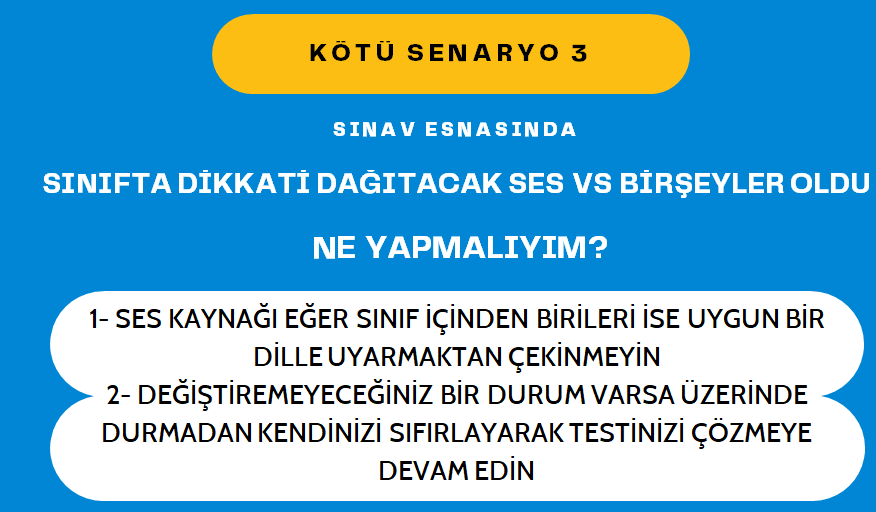 KÖTÜ SENARYO 3
SINAV ESNASINDA
SINIFTA DİKKATİ DAĞITACAK SES VS BİRŞEYLER OLDU
NE YAPMALIYIM?
1- SES KAYNAĞI EĞER SINIF İÇİNDEN BİRİLERİ İSE UYGUN BİR
DİLLE UYARMAKTAN ÇEKİNMEYİN
2- DEĞİŞTİREMEYECEĞİNİZ BİR DURUM VARSA ÜZERİNDE
DURMADAN KENDİNİZİ SIFIRLAYARAK TESTİNİZİ ÇÖZMEYE
DEVAM EDİN